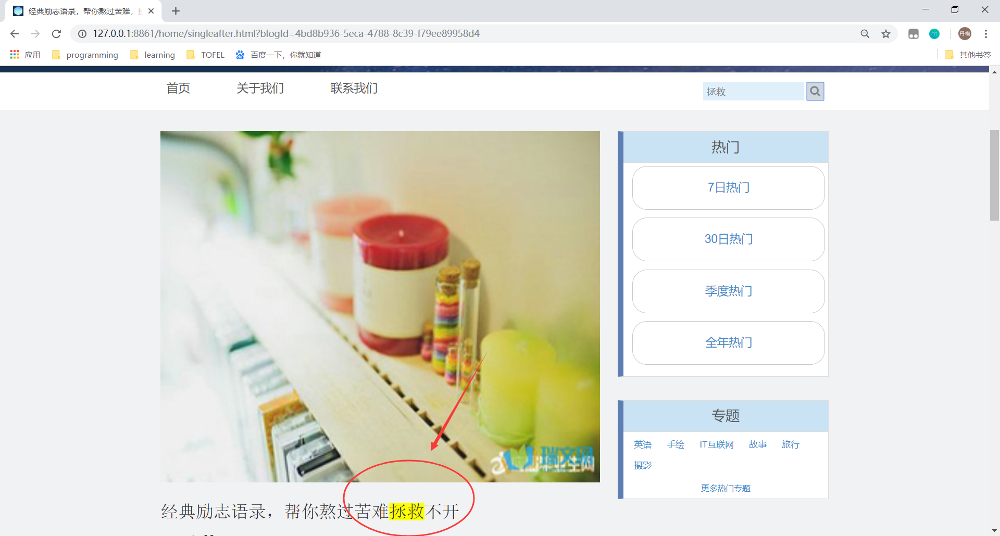 经典励志语录，帮你熬过苦难，
127.0.0.1:8861/home/singleafter.html?blogId=4bd8b936-5eca-4788-8c39-f79ee89958d4
丹梅
应用 programming learning TOFEL 百度一下，你就知道 其他书签
首页 关于我们 联系我们 拯救
热门
7日热门
30日热门
季度热门
全年热门
瑞文网
专题
英语 手绘 IT互联网 故事 旅行
摄影
更多热门专题
经典励志语录，帮你熬过苦难拯救不开